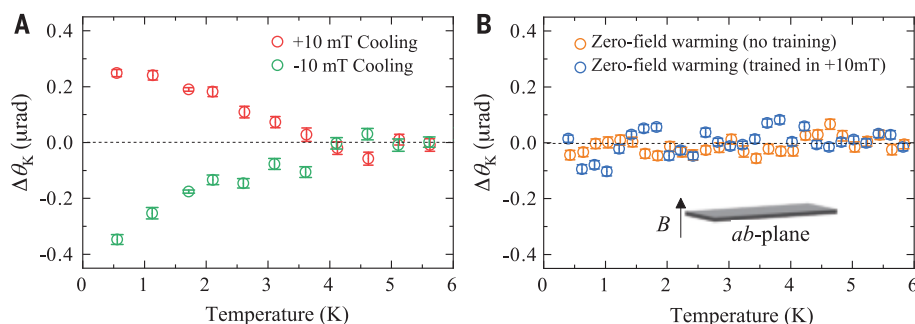 A
Δθ_K (μrad)
0.4
0.2
0.0
-0.2
-0.4
+10 mT Cooling
-10 mT Cooling
0 1 2 3 4 5 6
Temperature (K)
B
Δθ_K (μrad)
0.4
0.2
0.0
-0.2
-0.4
Zero-field warming (no training)
Zero-field warming (trained in +10mT)
B
ab-plane
0 1 2 3 4 5 6
Temperature (K)